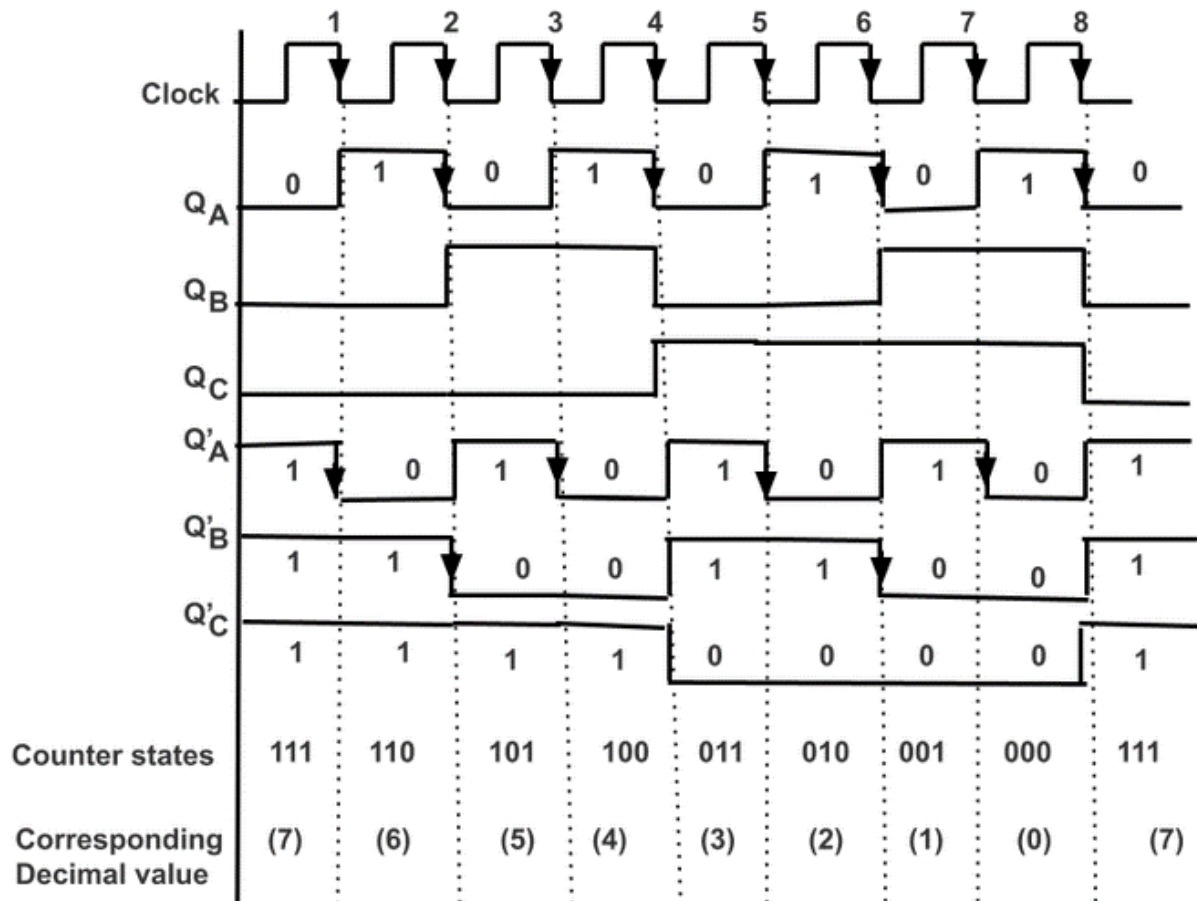 1 2 3 4 5 6 7 8
Clock
0 1 0 1 0 1 0 1 0
QA
QB
QC
Q'A
1 0 1 0 1 0 1 0 1
Q'B
1 1 0 0 1 1 0 0 1
Q'C
1 1 1 1 0 0 0 0 1
Counter states 111 110 101 100 011 010 001 000 111
Corresponding (7) (6) (5) (4) (3) (2) (1) (0) (7)
Decimal value